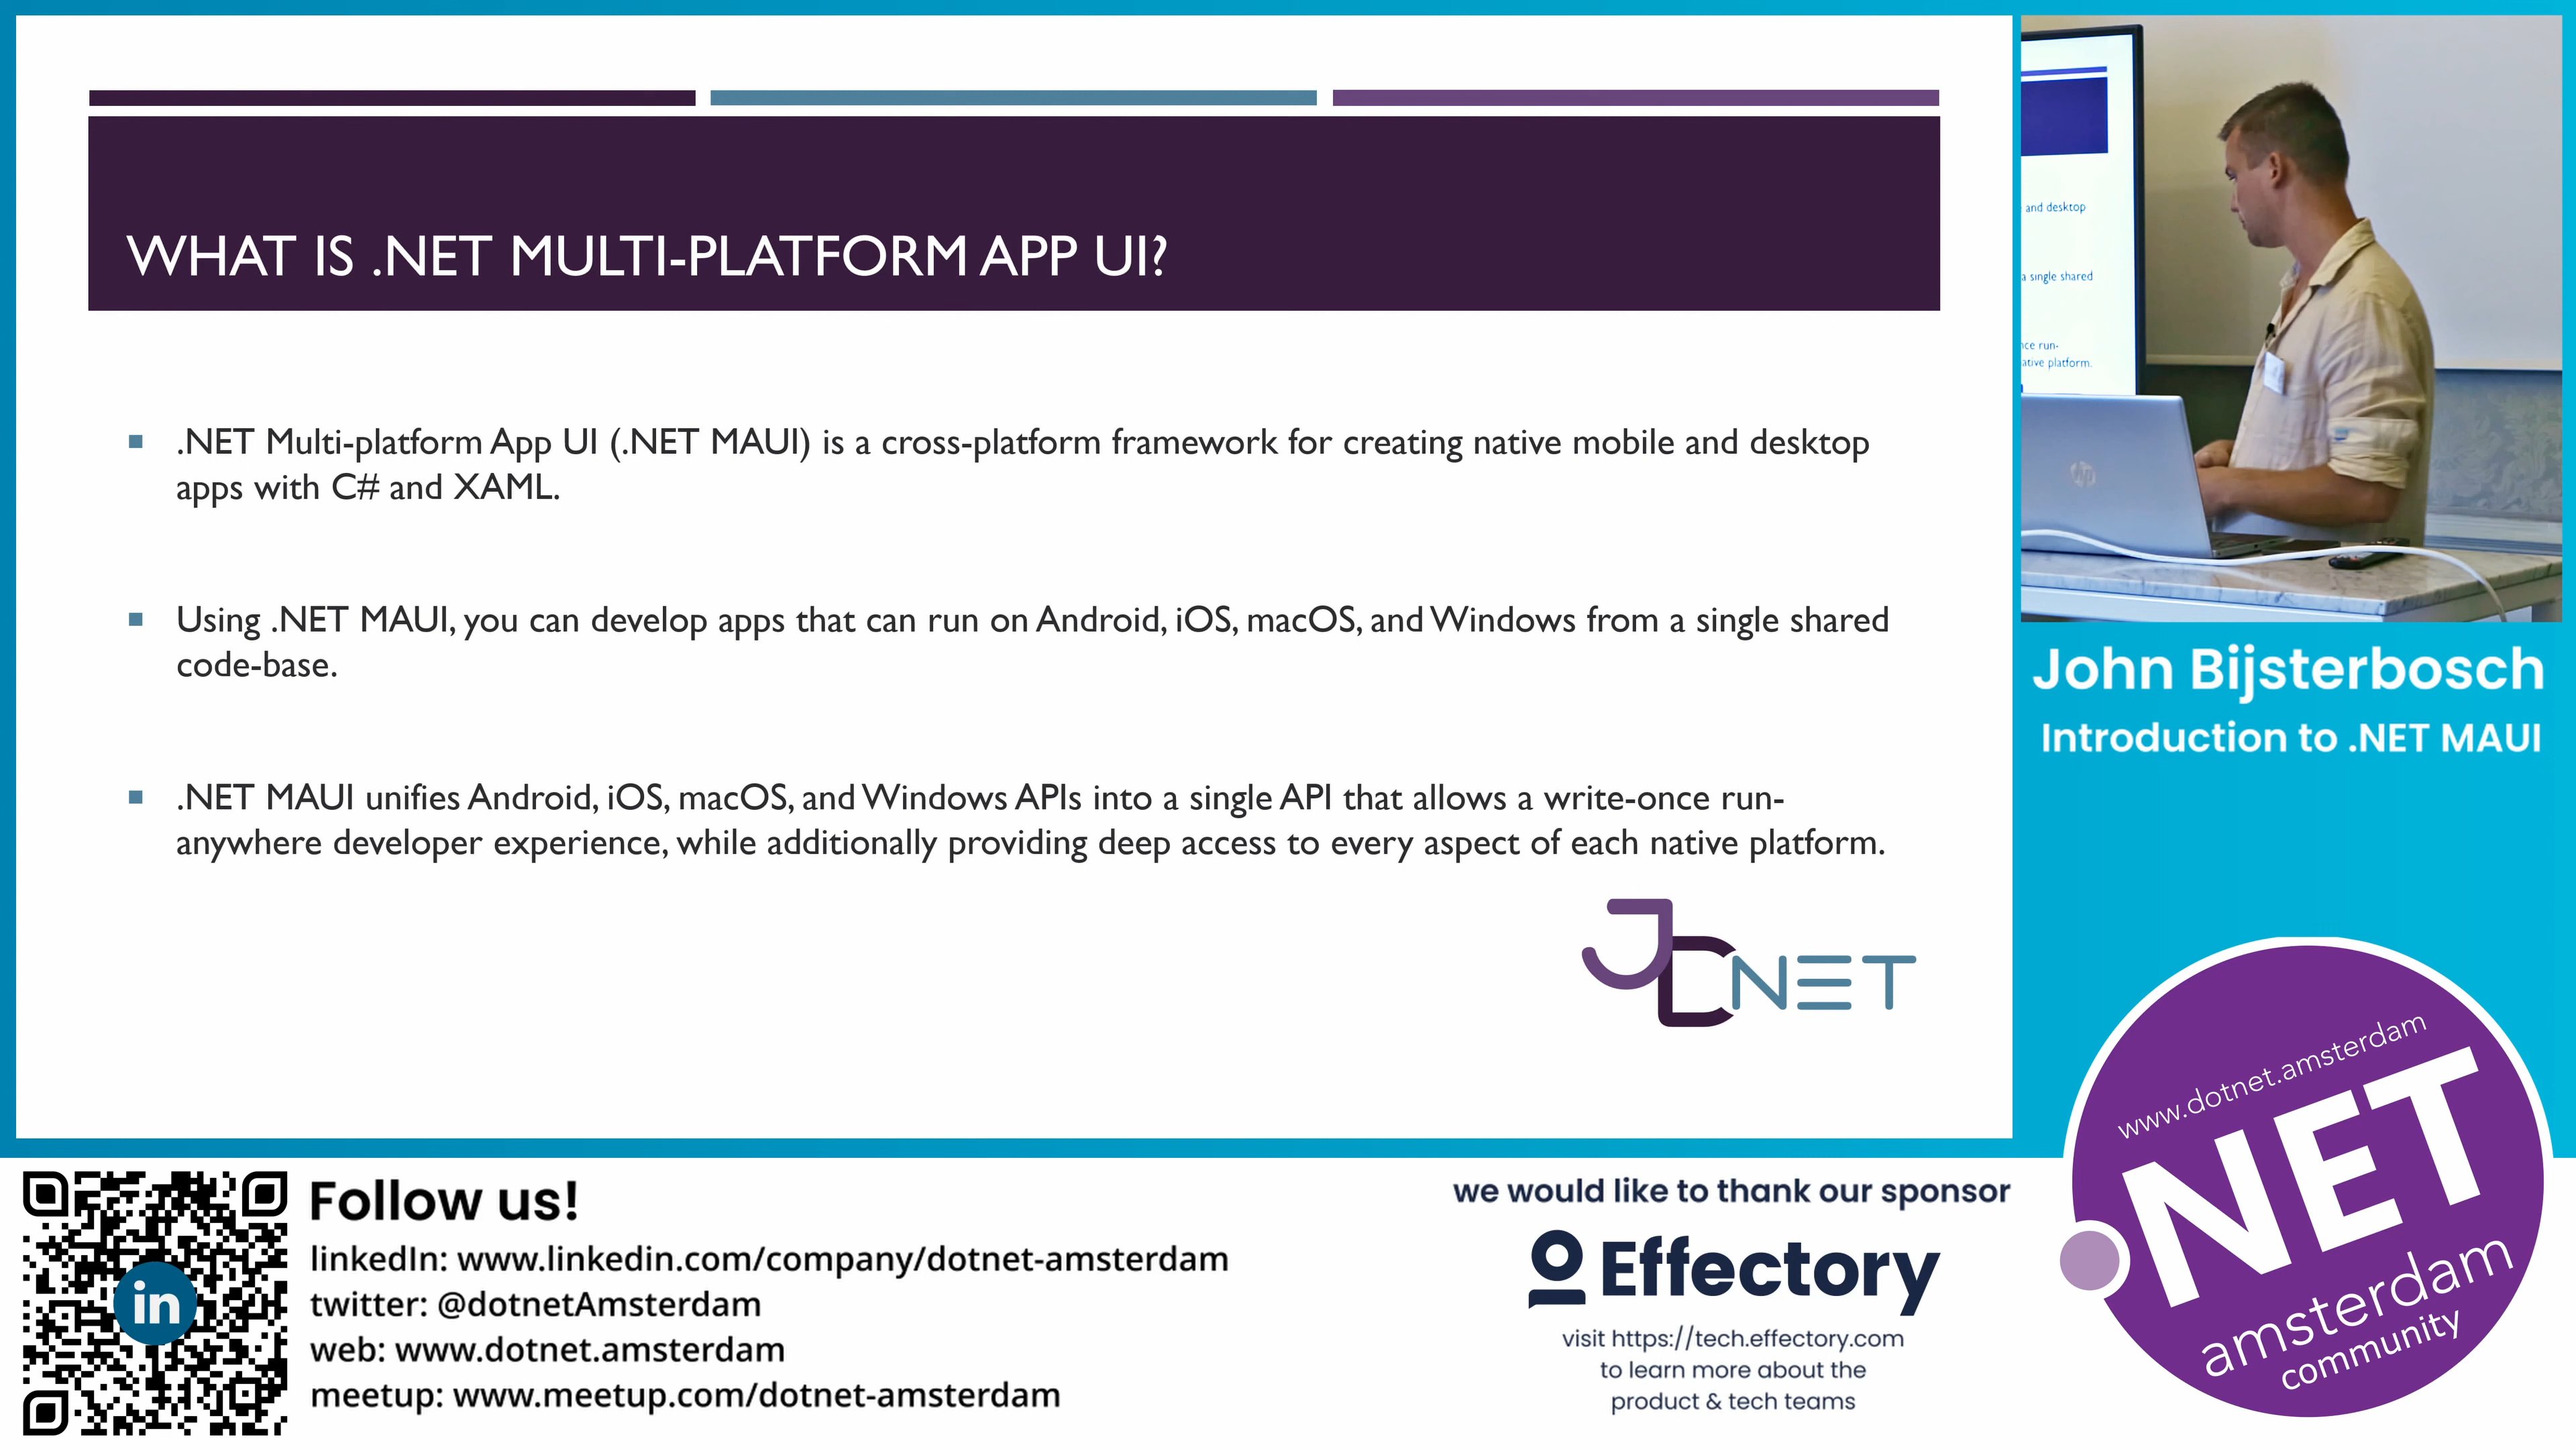 WHAT IS .NET MULTI-PLATFORM APP UI?
.NET Multi-platform App UI (.NET MAUI) is a cross-platform framework for creating native mobile and desktop
apps with C# and XAML.
Using .NET MAUI, you can develop apps that can run on Android, iOS, macOS, and Windows from a single shared
code-base.
.NET MAUI unifies Android, iOS, macOS, and Windows APIs into a single API that allows a write-once run-
anywhere developer experience, while additionally providing deep access to every aspect of each native platform.
JDNET
and desktop
a single shared
nce run-
ative platform.
hp
John Bijsterbosch
Introduction to .NET MAUI
www.dotnet.amsterdam
.NET
amsterdam
community
in
Follow us!
linkedIn: www.linkedin.com/company/dotnet-amsterdam
twitter: @dotnetAmsterdam
web: www.dotnet.amsterdam
meetup: www.meetup.com/dotnet-amsterdam
we would like to thank our sponsor
Effectory
visit https://tech.effectory.com
to learn more about the
product & tech teams